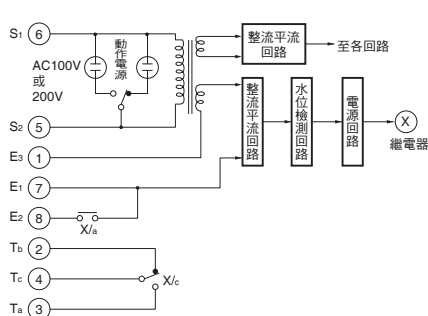 S1 6
AC100V
或
200V
動作電源
S2 5
E3 1
E1 7
E2 8
X/a
Tb 2
Tc 4
X/c
Ta 3
整流平流
回路
至各回路
整流平流回路
水位檢測回路
電源回路
X
繼電器